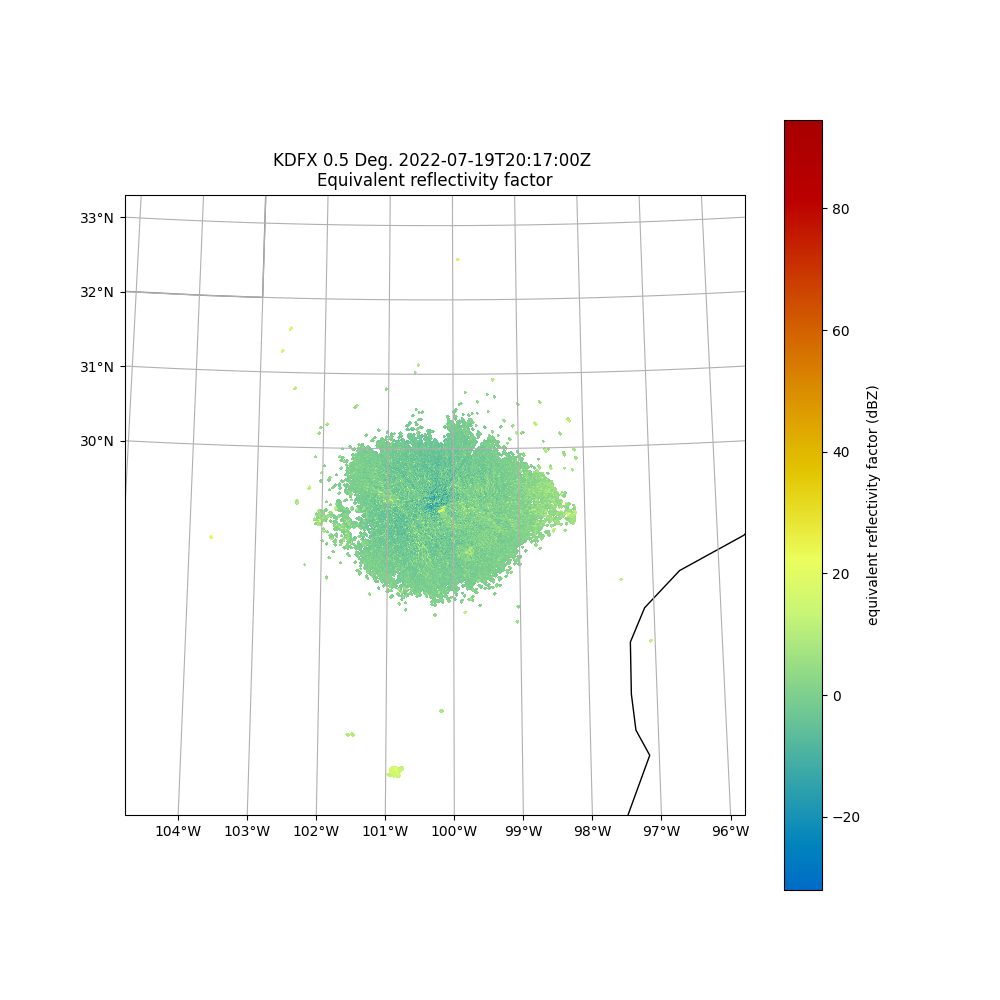 KDFX 0.5 Deg. 2022-07-19T20:17:00Z
Equivalent reflectivity factor
33°N
32°N
31°N
30°N
104°W 103°W 102°W 101°W 100°W 99°W 98°W 97°W 96°W
80
60
40
20
0
−20
equivalent reflectivity factor (dBZ)